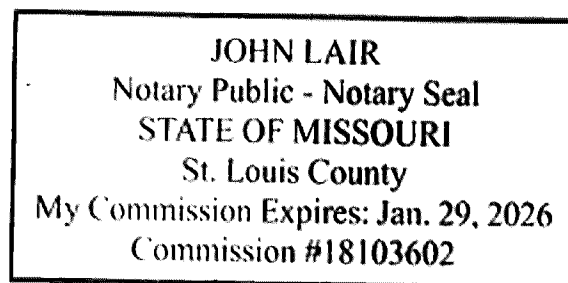 JOHN LAIR
Notary Public - Notary Seal
STATE OF MISSOURI
St. Louis County
My Commission Expires: Jan. 29, 2026
Commission #18103602